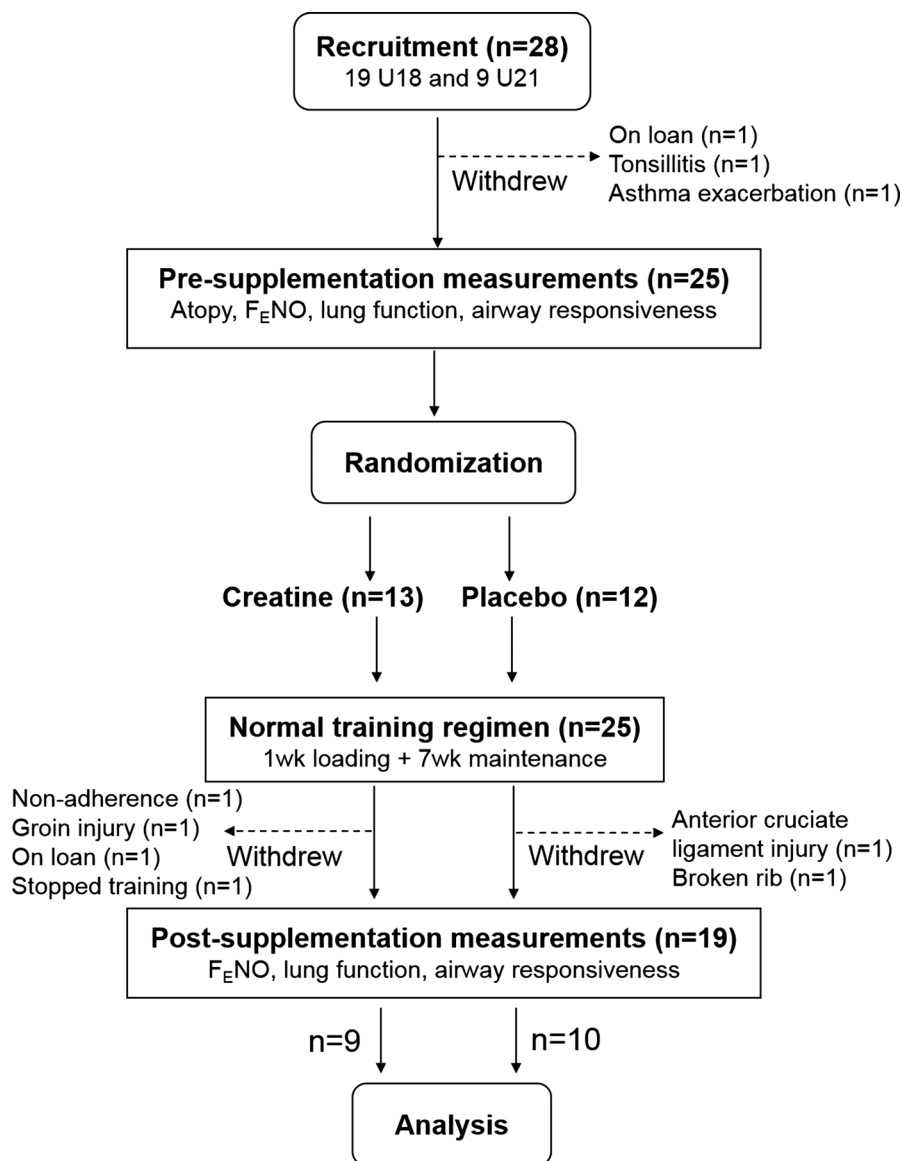 Recruitment (n=28)
19 U18 and 9 U21
On loan (n=1)
Tonsillitis (n=1)
Asthma exacerbation (n=1)
Withdrew
Pre-supplementation measurements (n=25)
Atopy, FENO, lung function, airway responsiveness
Randomization
Creatine (n=13)
Placebo (n=12)
Normal training regimen (n=25)
1wk loading + 7wk maintenance
Non-adherence (n=1)
Groin injury (n=1)
On loan (n=1)
Stopped training (n=1)
Withdrew
Withdrew
Anterior cruciate
ligament injury (n=1)
Broken rib (n=1)
Post-supplementation measurements (n=19)
FENO, lung function, airway responsiveness
n=9
n=10
Analysis